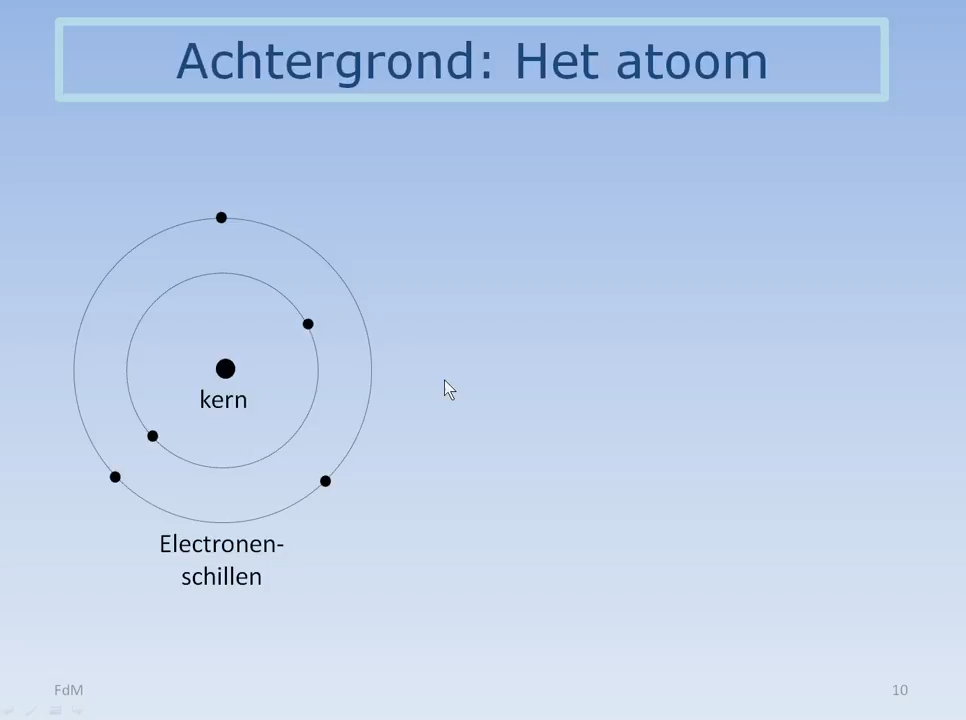 Achtergrond: Het atoom
kern
Electronen-
schillen
FdM
10